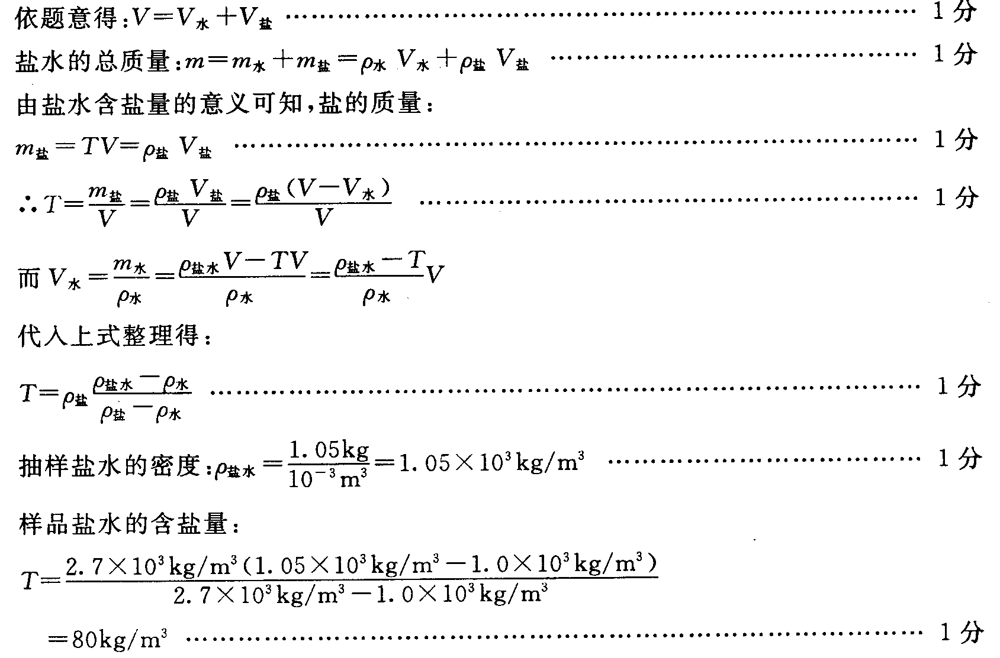 依题意得:V=V水+V盐 …………………………………… 1分
盐水的总质量:m=m水+m盐=ρ水 V水+ρ盐 V盐 …………………… 1分
由盐水含盐量的意义可知,盐的质量:
m盐=TV=ρ盐 V盐 …………………………………… 1分
∴T=m盐/V=ρ盐 V盐/V=ρ盐(V-V水)/V …………………………… 1分
而 V水=m水/ρ水=(ρ盐水V-TV)/ρ水=(ρ盐水-T)/ρ水 V
代入上式整理得:
T=ρ盐(ρ盐水-ρ水)/(ρ盐-ρ水) …………………………………… 1分
抽样盐水的密度:ρ盐水=1.05kg/10⁻³m³=1.05×10³kg/m³ ………………… 1分
样品盐水的含盐量:
T=2.7×10³kg/m³(1.05×10³kg/m³-1.0×10³kg/m³)/(2.7×10³kg/m³-1.0×10³kg/m³)
=80kg/m³ …………………………………… 1分